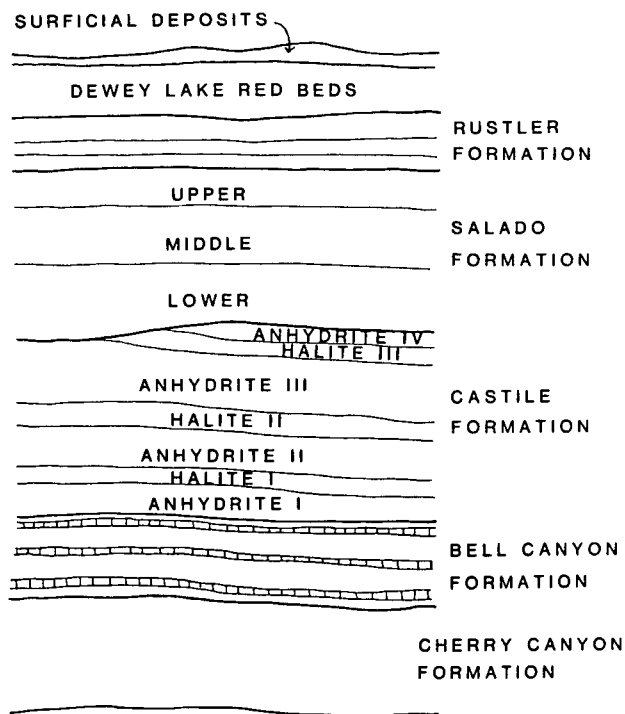 SURFICIAL DEPOSITS
DEWEY LAKE RED BEDS
RUSTLER
FORMATION
UPPER
MIDDLE
LOWER
SALADO
FORMATION
ANHYDRITE IV
HALITE III
ANHYDRITE III
HALITE II
ANHYDRITE II
HALITE I
ANHYDRITE I
CASTILE
FORMATION
BELL CANYON
FORMATION
CHERRY CANYON
FORMATION